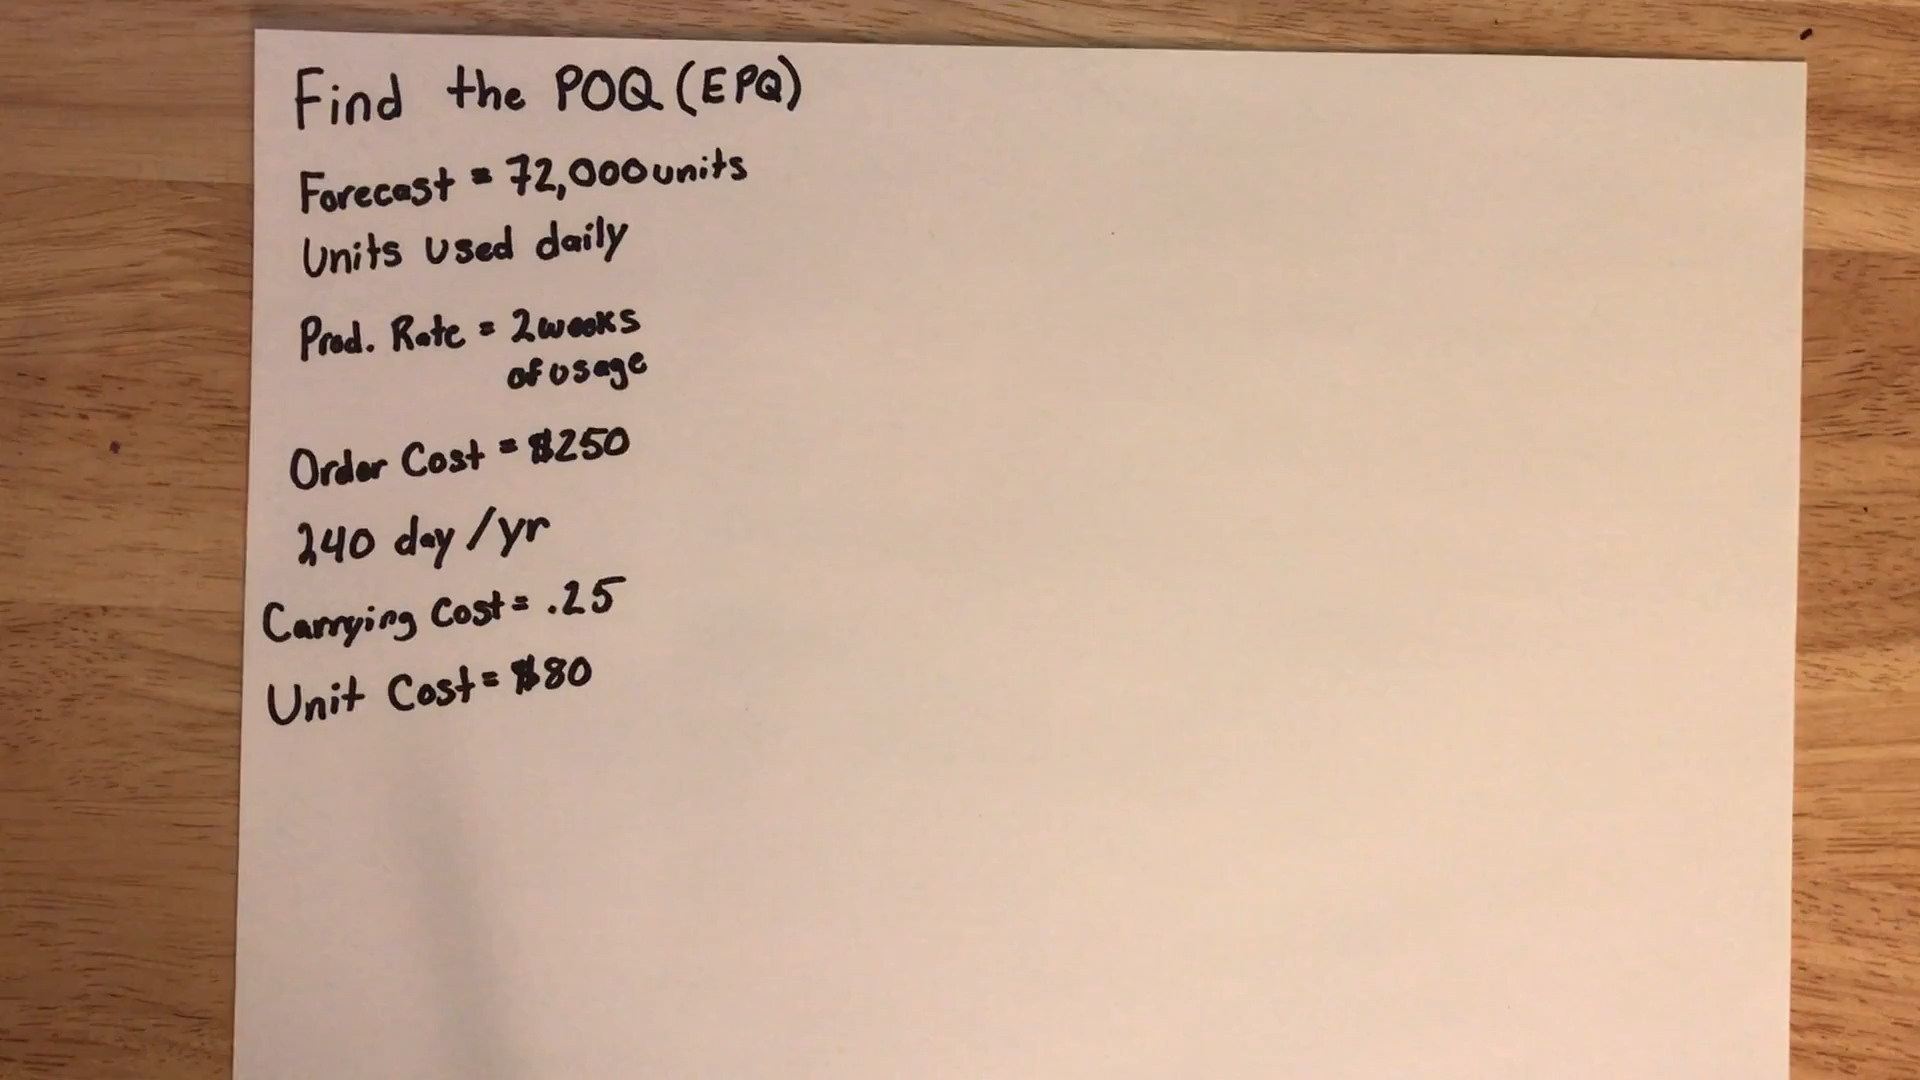 Find the POQ (EPQ)
Forecast = 72,000 units
Units used daily
Prod. Rate = 2 weeks
of usage
Order Cost = $250
240 day/yr
Carrying Cost = .25
Unit Cost = $80